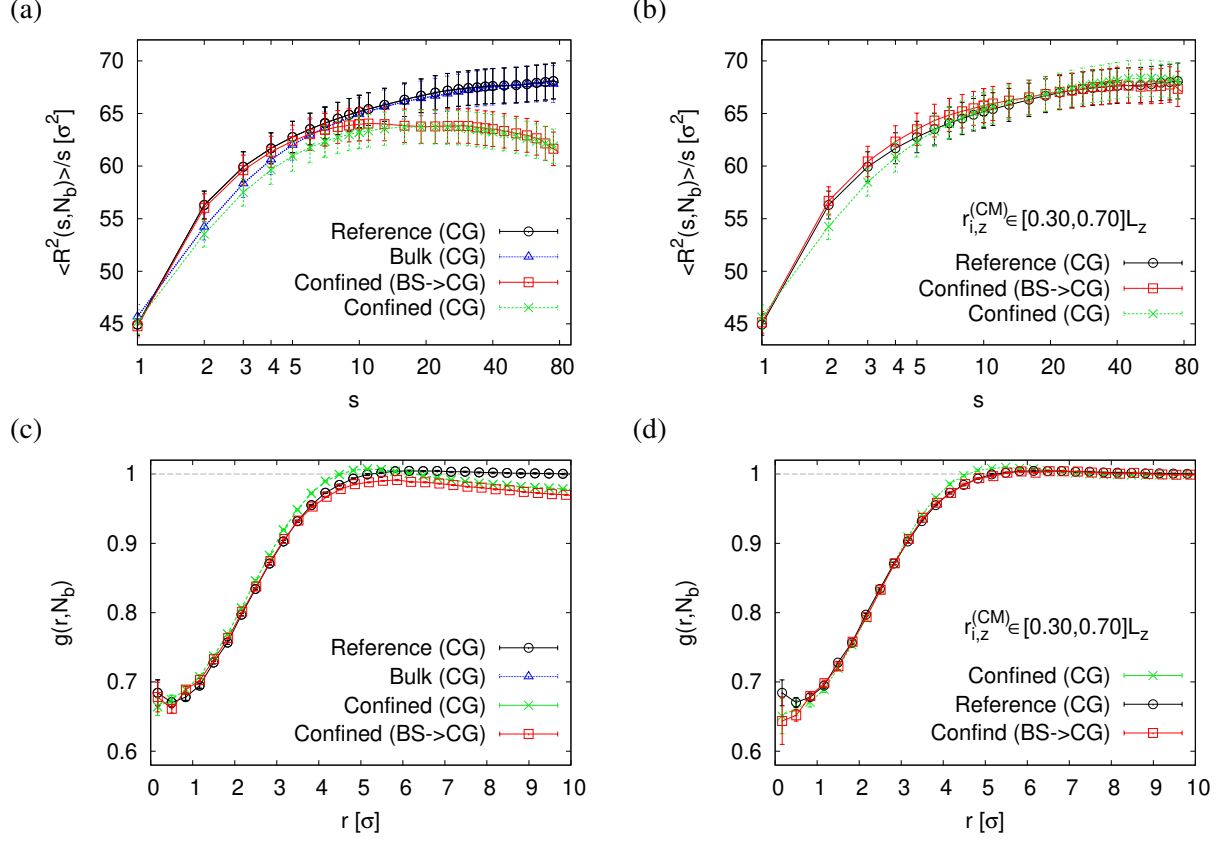 (a)
(b)
<R²(s,N_b)>/s [σ²]
70
65
60
55
50
45
Reference (CG)
Bulk (CG)
Confined (BS->CG)
Confined (CG)
1 2 3 4 5 10 20 40 80
s
<R²(s,N_b)>/s [σ²]
70
65
60
55
50
45
r_{i,z}^{(CM)}∈[0.30,0.70]L_z
Reference (CG)
Confined (BS->CG)
Confined (CG)
1 2 3 4 5 10 20 40 80
s
(c)
(d)
g(r,N_b)
1
0.9
0.8
0.7
0.6
Reference (CG)
Bulk (CG)
Confined (CG)
Confined (BS->CG)
0 1 2 3 4 5 6 7 8 9 10
r [σ]
g(r,N_b)
1
0.9
0.8
0.7
0.6
r_{i,z}^{(CM)}∈[0.30,0.70]L_z
Confined (CG)
Reference (CG)
Confind (BS->CG)
0 1 2 3 4 5 6 7 8 9 10
r [σ]